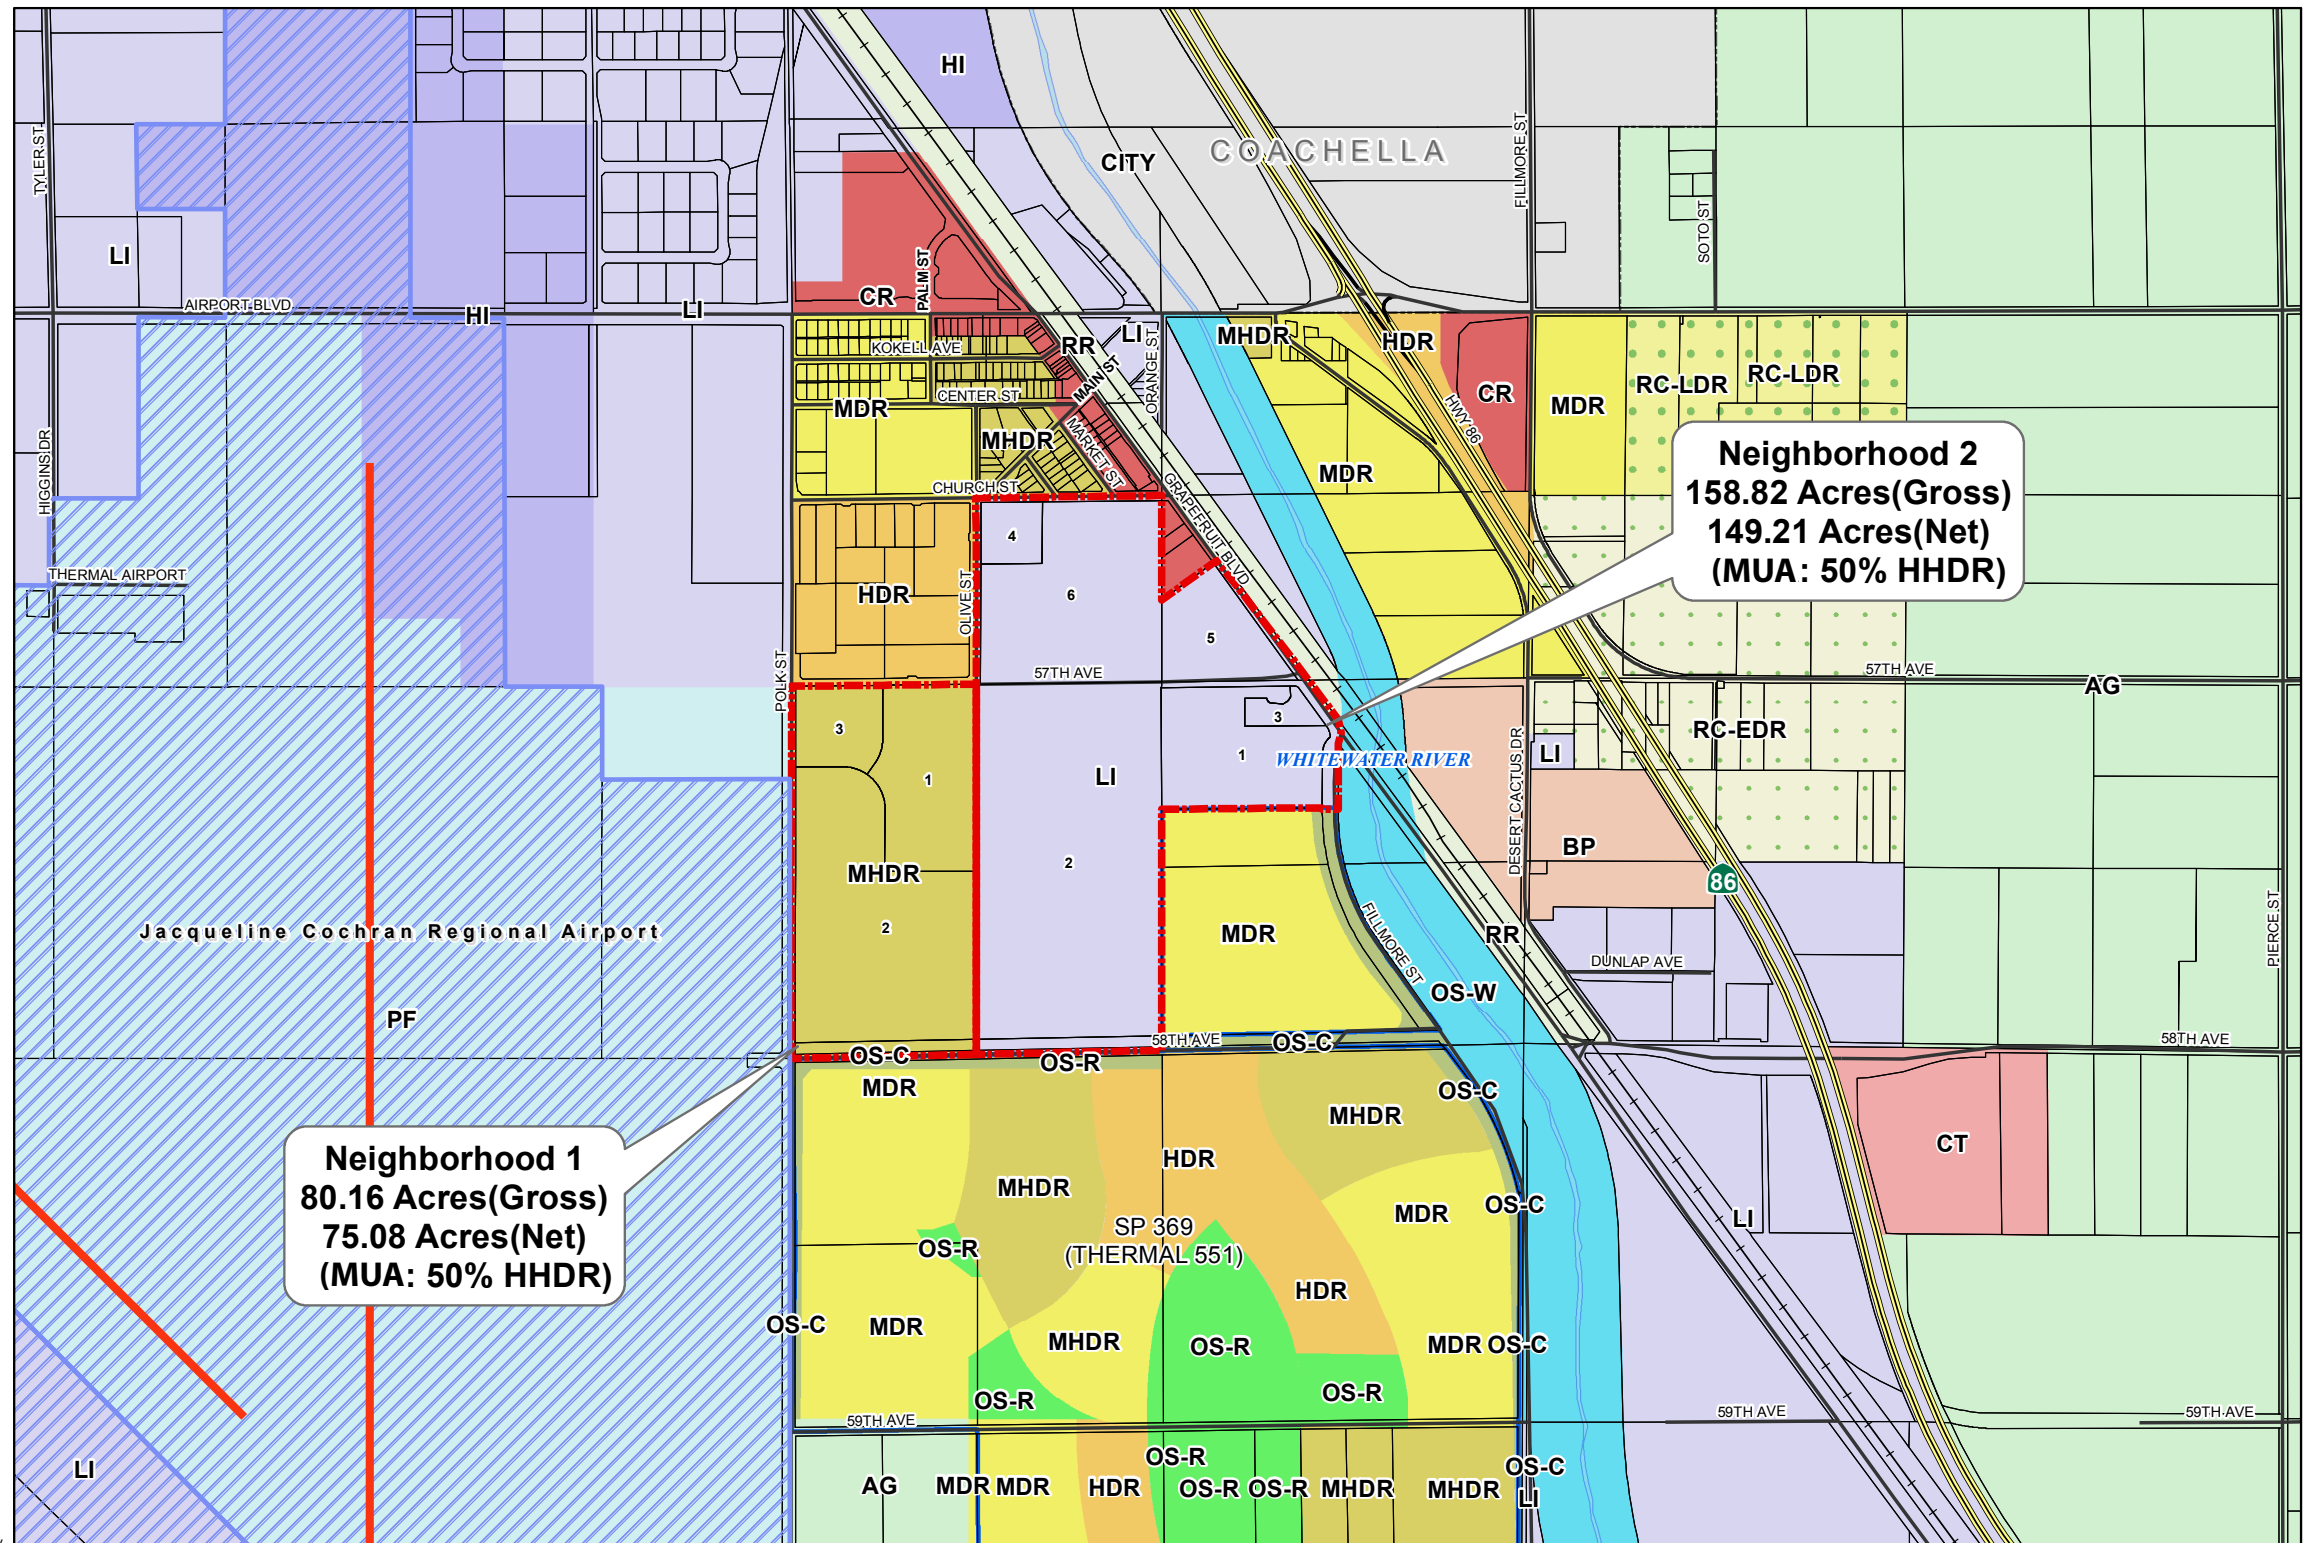 HI
COACHELLA
CITY
TYLER ST
FILLMORE ST
SOTO ST
LI
PALM ST
CR
AIRPORT BLVD
HI
LI
KOKELL AVE
RR
LI
ORANGE ST
MHDR
HDR
CR
MAIN ST
CENTER ST
MDR
MHDR
MARKET ST
HWY 86
MDR
RC-LDR
RC-LDR
MDR
HIGGINS DR
CHURCH ST
GRAPEFRUIT BLVD
Neighborhood 2
158.82 Acres(Gross)
149.21 Acres(Net)
(MUA: 50% HHDR)
4
THERMAL AIRPORT
HDR
OLIVE ST
6
5
57TH AVE
57TH AVE
POLK ST
AG
3
3
1
1
LI
WHITEWATER RIVER
DESERT CACTUS DR
LI
RC-EDR
BP
86
MHDR
2
2
Jacqueline Cochran Regional Airport
MDR
FILLMORE ST
RR
DUNLAP AVE
PIERCE ST
OS-W
PF
OS-C
58TH AVE
OS-C
58TH AVE
OS-R
MDR
OS-C
MHDR
CT
Neighborhood 1
80.16 Acres(Gross)
75.08 Acres(Net)
(MUA: 50% HHDR)
HDR
MHDR
MDR
OS-C
LI
SP 369
(THERMAL 551)
OS-R
HDR
OS-C
MDR
MHDR
OS-R
MDR
OS-C
OS-R
OS-R
59TH AVE
59TH AVE
59TH AVE
LI
OS-R
OS-C
AG
MDR
MDR
HDR
OS-R
OS-R
MHDR
MHDR
LI